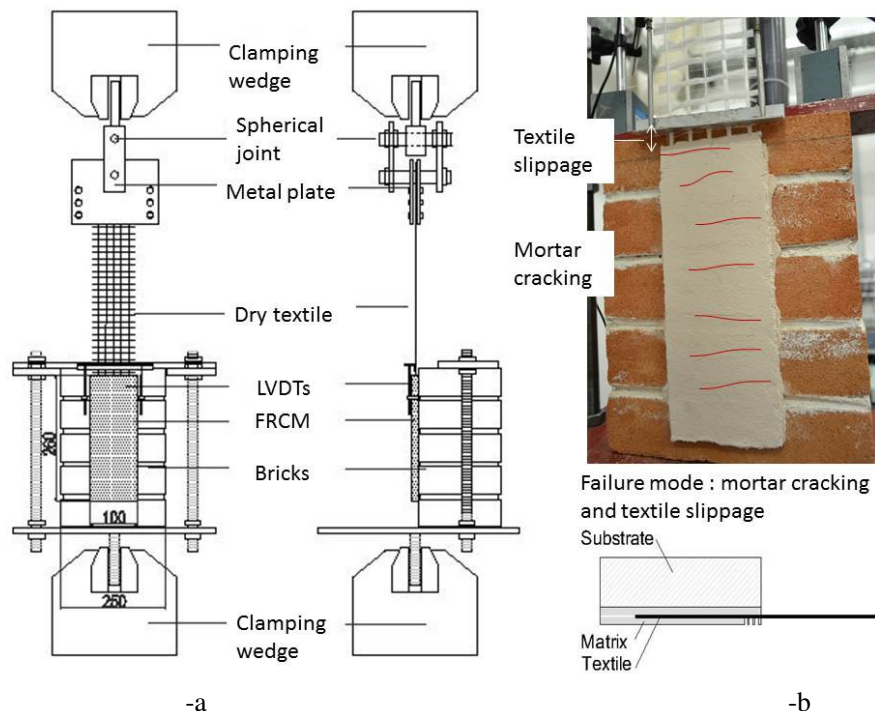 Clamping
wedge
Spherical
joint
Metal plate
Dry textile
LVDTs
FRCM
Bricks
260
100
250
Clamping
wedge
-a
Textile
slippage
Mortar
cracking
Failure mode : mortar cracking
and textile slippage
Substrate
Matrix
Textile
-b